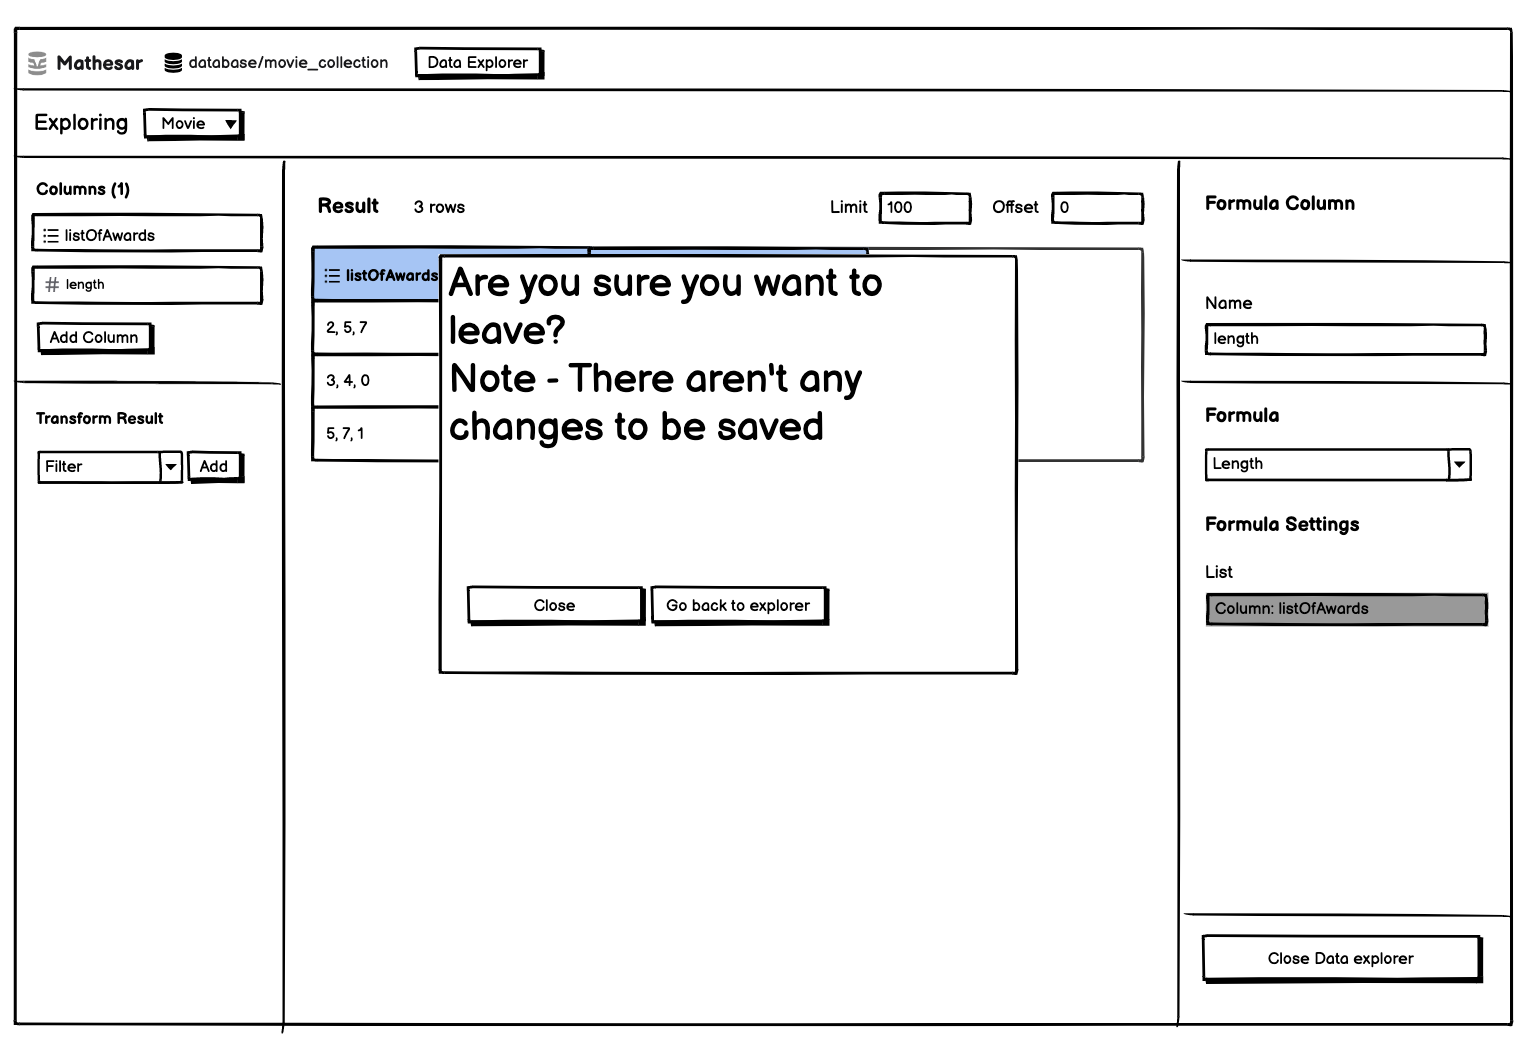 Mathesar database/movie_collection Data Explorer
Exploring Movie
Columns (1)
listOfAwards
# length
Add Column
Transform Result
Filter Add
Result 3 rows Limit 100 Offset 0
listOfAwards
2, 5, 7
3, 4, 0
5, 7, 1
Are you sure you want to
leave?
Note - There aren't any
changes to be saved
Close Go back to explorer
Formula Column
Name
length
Formula
Length
Formula Settings
List
Column: listOfAwards
Close Data explorer